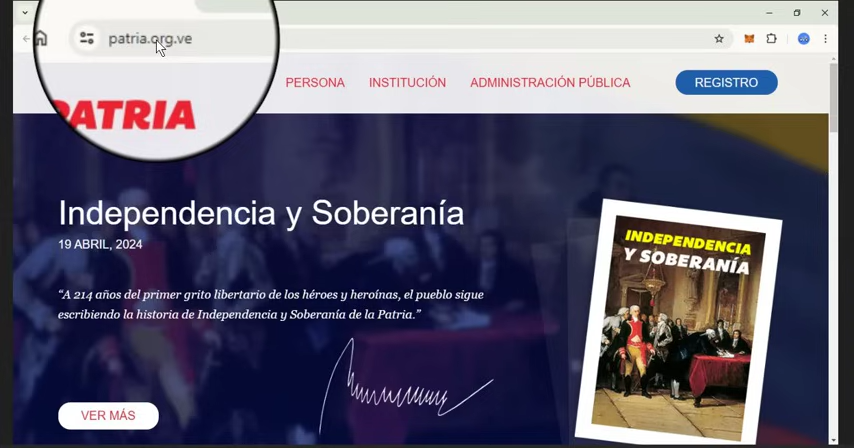 patria.org.ve
PATRIA
PERSONA INSTITUCIÓN ADMINISTRACIÓN PÚBLICA REGISTRO
Independencia y Soberanía
19 ABRIL, 2024
“A 214 años del primer grito libertario de los héroes y heroínas, el pueblo sigue
escribiendo la historia de Independencia y Soberanía de la Patria.”
VER MÁS
INDEPENDENCIA
Y SOBERANÍA